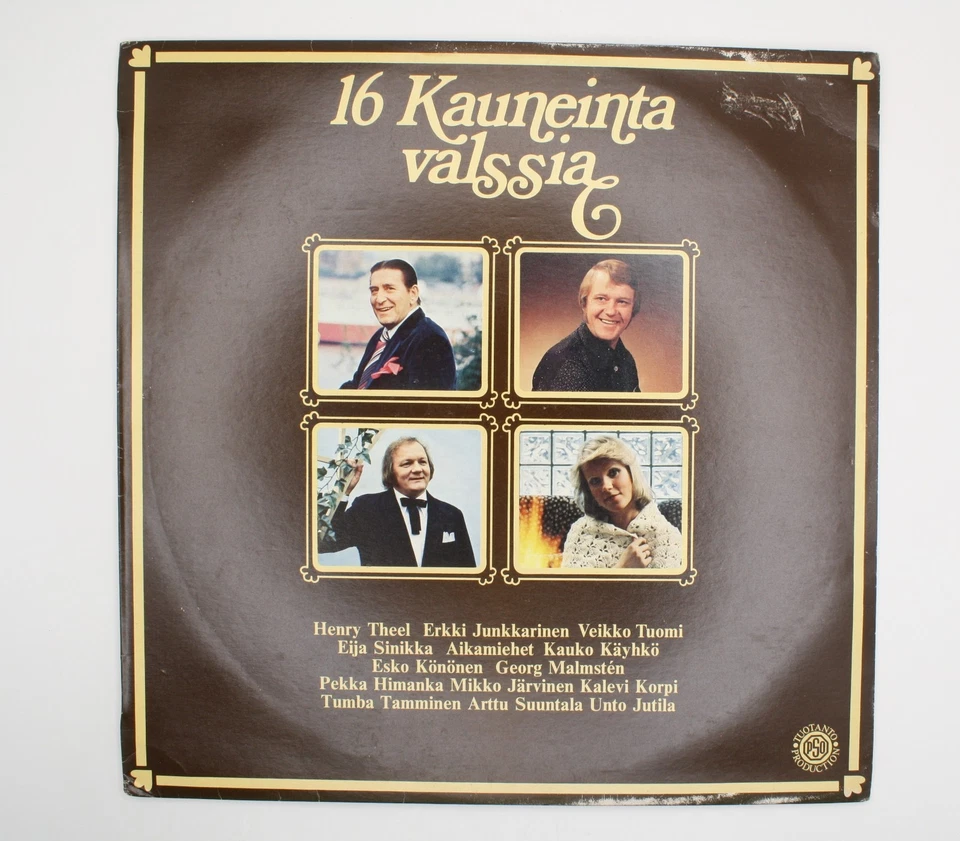 16 Kauneinta
valssia
Henry Theel Erkki Junkkarinen Veikko Tuomi
Eija Sinikka Aikamiehet Kauko Käyhkö
Esko Könönen Georg Malmstén
Pekka Himanka Mikko Järvinen Kalevi Korpi
Tumba Tamminen Arttu Suuntala Unto Jutila
TUOTANTO
PSO
PRODUCTION